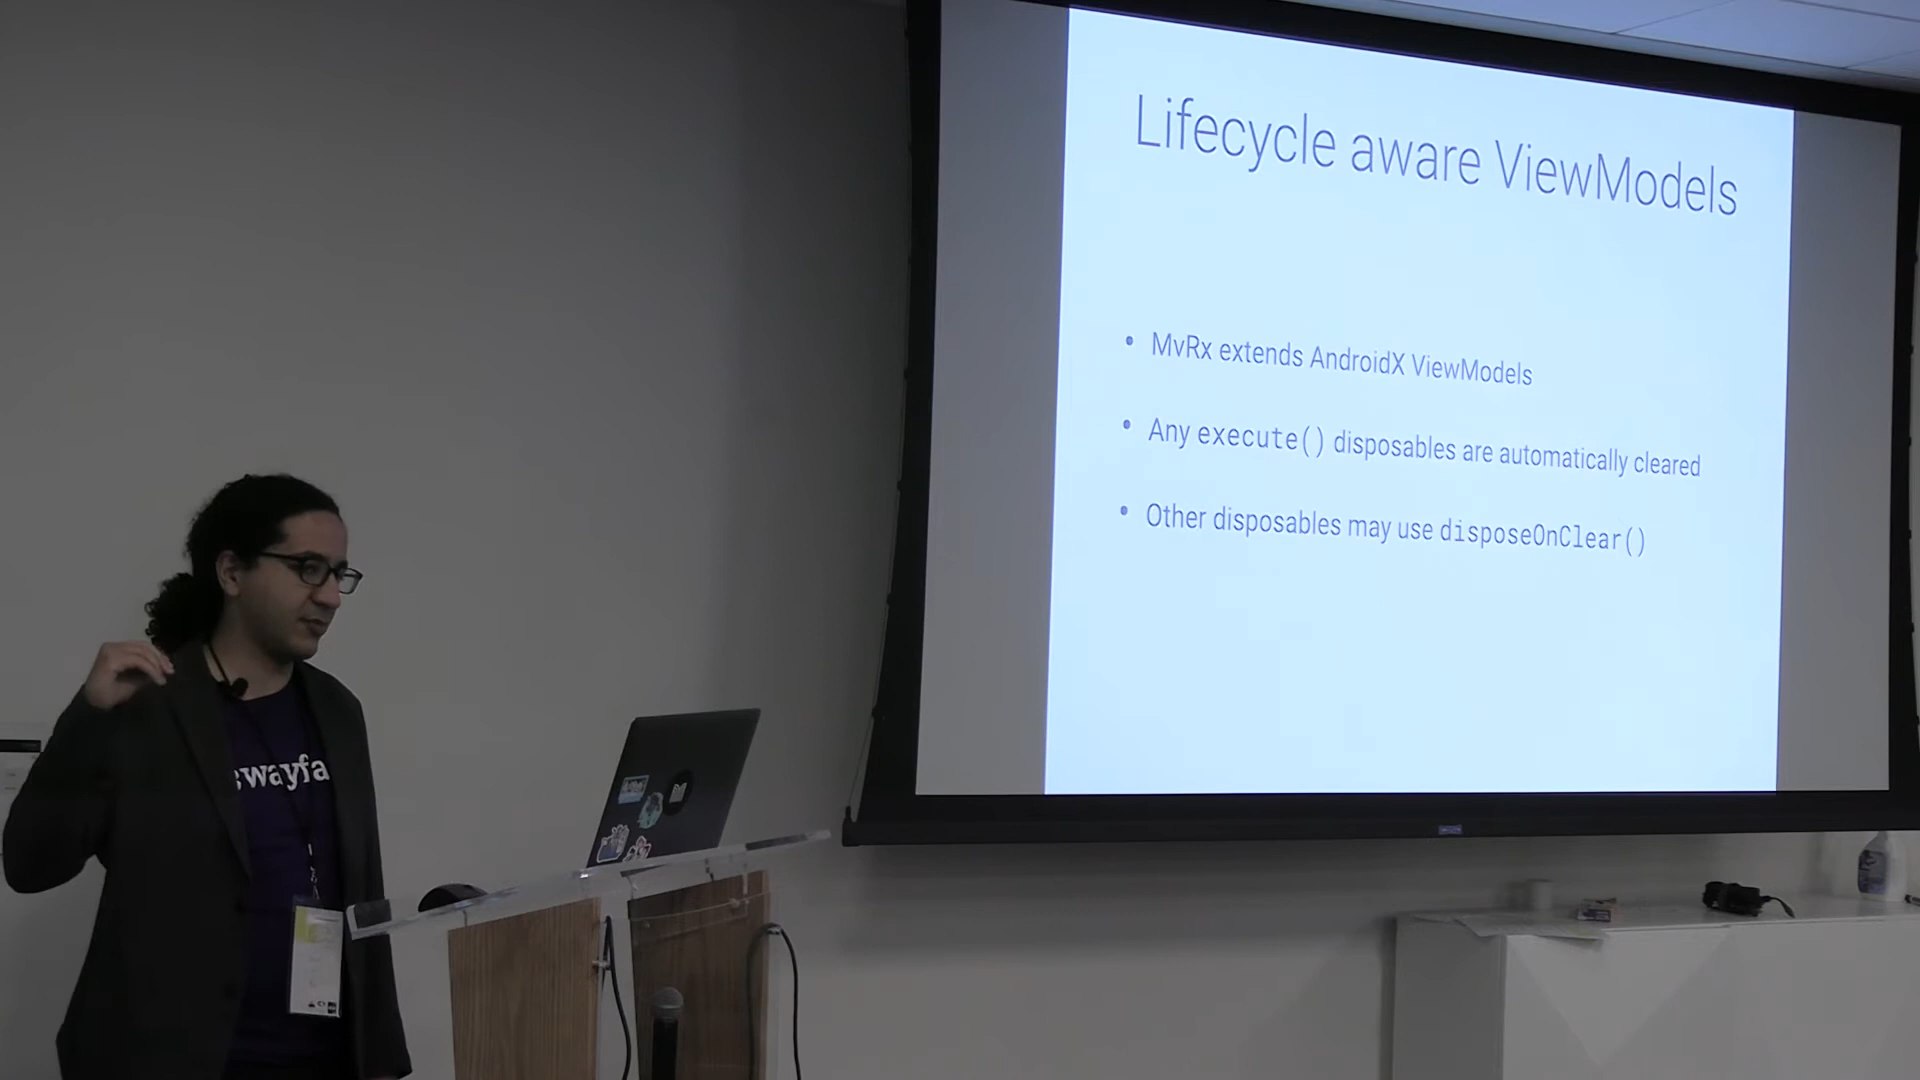 Lifecycle aware ViewModels
• MvRx extends AndroidX ViewModels
• Any execute() disposables are automatically cleared
• Other disposables may use disposeOnClear()
wayfa